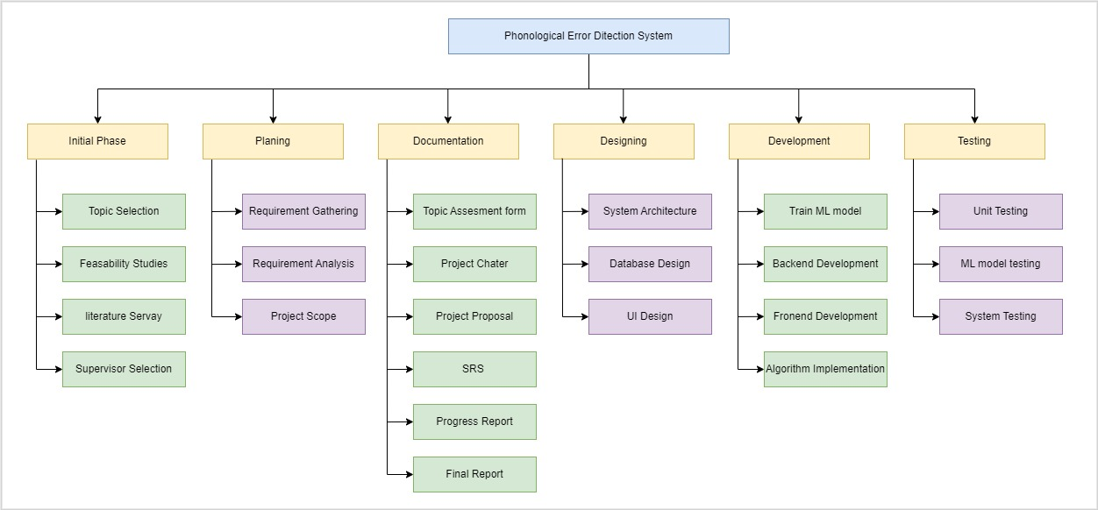 Phonological Error Ditection System
Initial Phase
Planing
Documentation
Designing
Development
Testing
Topic Selection
Requirement Gathering
Topic Assesment form
System Architecture
Train ML model
Unit Testing
Feasability Studies
Requirement Analysis
Project Chater
Database Design
Backend Development
ML model testing
literature Servay
Project Scope
Project Proposal
UI Design
Fronend Development
System Testing
Supervisor Selection
SRS
Algorithm Implementation
Progress Report
Final Report